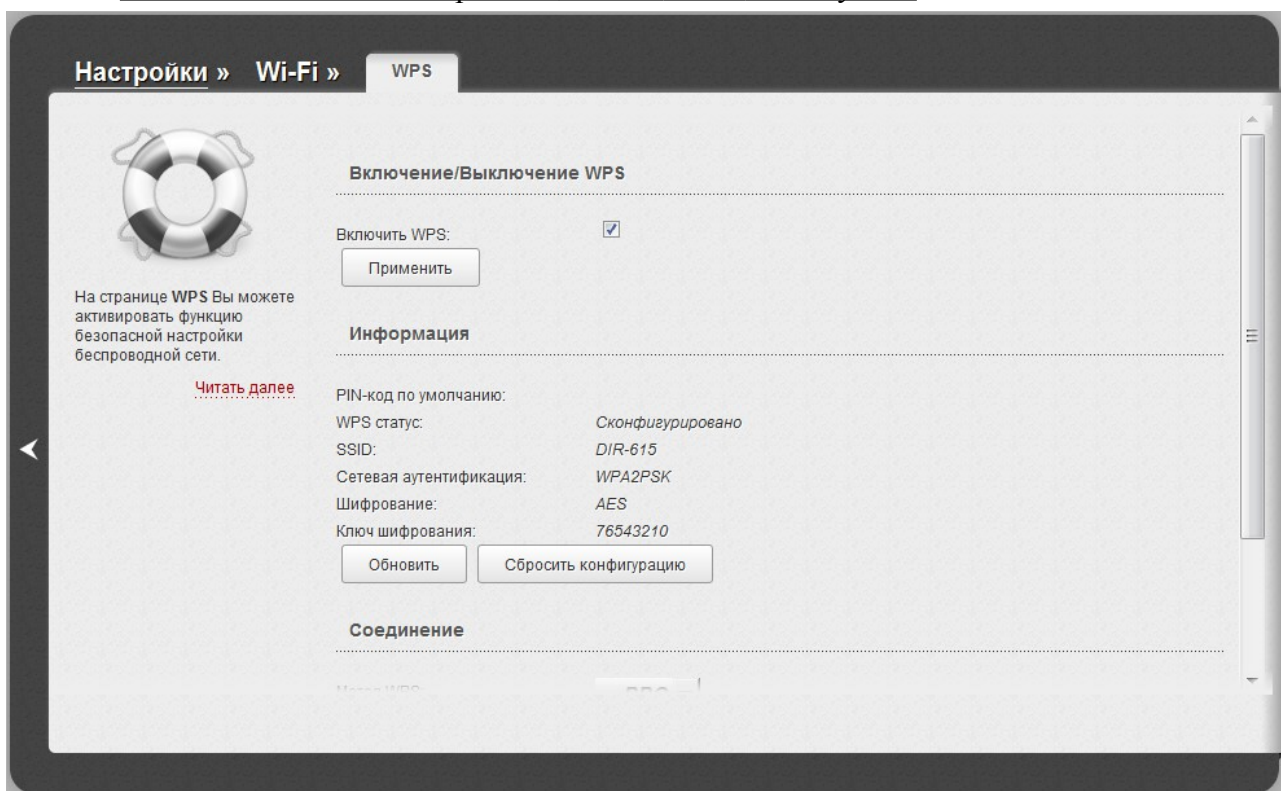 Настройки » Wi-Fi » WPS
На странице WPS Вы можете
активировать функцию
безопасной настройки
беспроводной сети.
Читать далее
Включение/Выключение WPS
Включить WPS:
Применить
Информация
PIN-код по умолчанию:
WPS статус: Сконфигурировано
SSID: DIR-615
Сетевая аутентификация: WPA2PSK
Шифрование: AES
Ключ шифрования: 76543210
Обновить Сбросить конфигурацию
Соединение